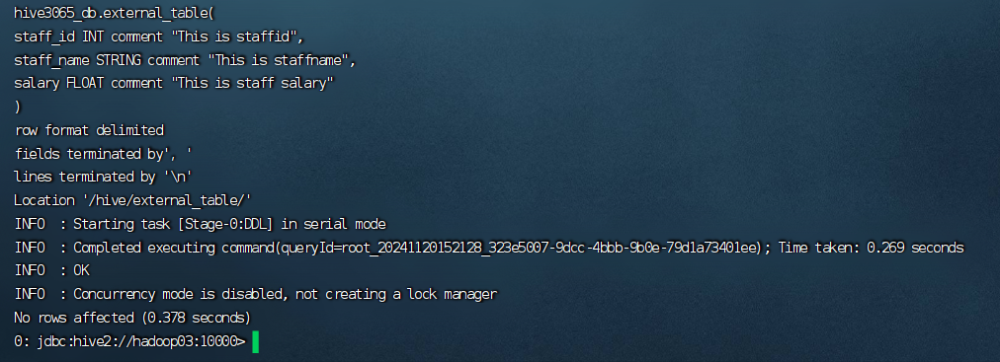 hive3065_db.external_table(
staff_id INT comment "This is staffid",
staff_name STRING comment "This is staffname",
salary FLOAT comment "This is staff salary"
)
row format delimited
fields terminated by', '
lines terminated by '\n'
Location '/hive/external_table/'
INFO  : Starting task [Stage-0:DDL] in serial mode
INFO  : Completed executing command(queryId=root_20241120152128_323e5007-9dcc-4bbb-9b0e-79d1a73401ee); Time taken: 0.269 seconds
INFO  : OK
INFO  : Concurrency mode is disabled, not creating a lock manager
No rows affected (0.378 seconds)
0: jdbc:hive2://hadoop03:10000>